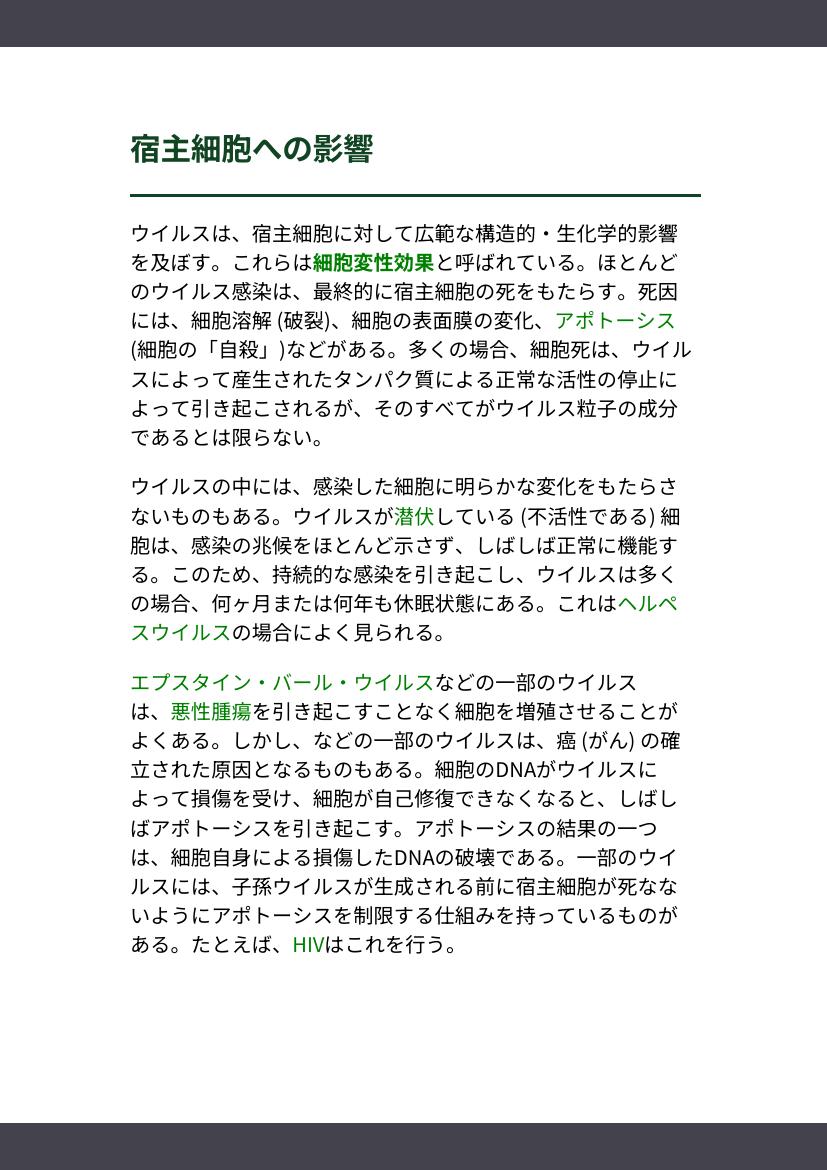 宿主細胞への影響
ウイルスは、宿主細胞に対して広範な構造的・生化学的影響
を及ぼす。これらは細胞変性効果と呼ばれている。ほとんど
のウイルス感染は、最終的に宿主細胞の死をもたらす。死因
には、細胞溶解 (破裂)、細胞の表面膜の変化、アポトーシス
(細胞の「自殺」)などがある。多くの場合、細胞死は、ウイル
スによって産生されたタンパク質による正常な活性の停止に
よって引き起こされるが、そのすべてがウイルス粒子の成分
であるとは限らない。
ウイルスの中には、感染した細胞に明らかな変化をもたらさ
ないものもある。ウイルスが潜伏している (不活性である) 細
胞は、感染の兆候をほとんど示さず、しばしば正常に機能す
る。このため、持続的な感染を引き起こし、ウイルスは多く
の場合、何ヶ月または何年も休眠状態にある。これはヘルペ
スウイルスの場合によく見られる。
エプスタイン・バール・ウイルスなどの一部のウイルス
は、悪性腫瘍を引き起こすことなく細胞を増殖させることが
よくある。しかし、などの一部のウイルスは、癌 (がん) の確
立された原因となるものもある。細胞のDNAがウイルスに
よって損傷を受け、細胞が自己修復できなくなると、しばし
ばアポトーシスを引き起こす。アポトーシスの結果の一つ
は、細胞自身による損傷したDNAの破壊である。一部のウイ
ルスには、子孫ウイルスが生成される前に宿主細胞が死なな
いようにアポトーシスを制限する仕組みを持っているものが
ある。たとえば、HIVはこれを行う。